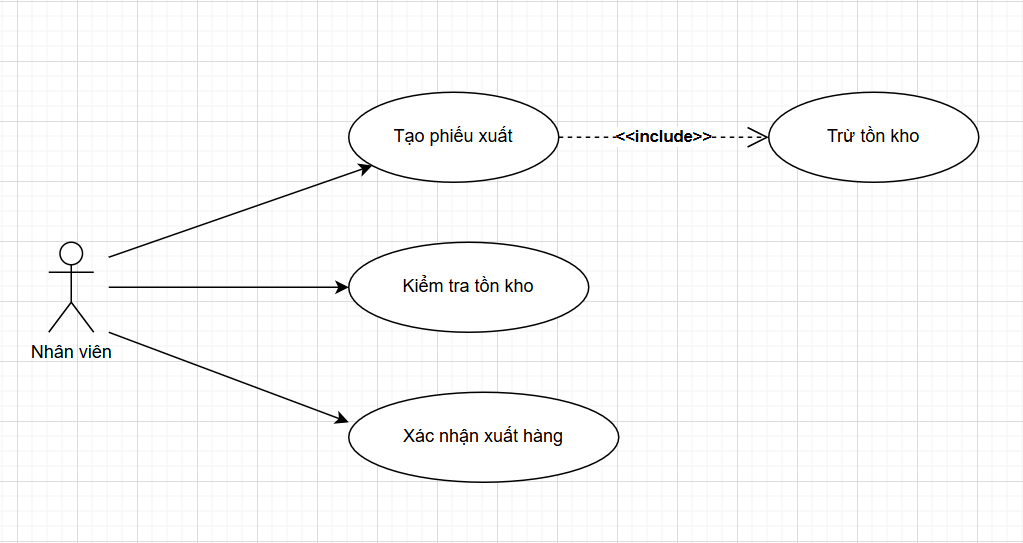 Tạo phiếu xuất
<<include>>
Trừ tồn kho
Kiểm tra tồn kho
Nhân viên
Xác nhận xuất hàng